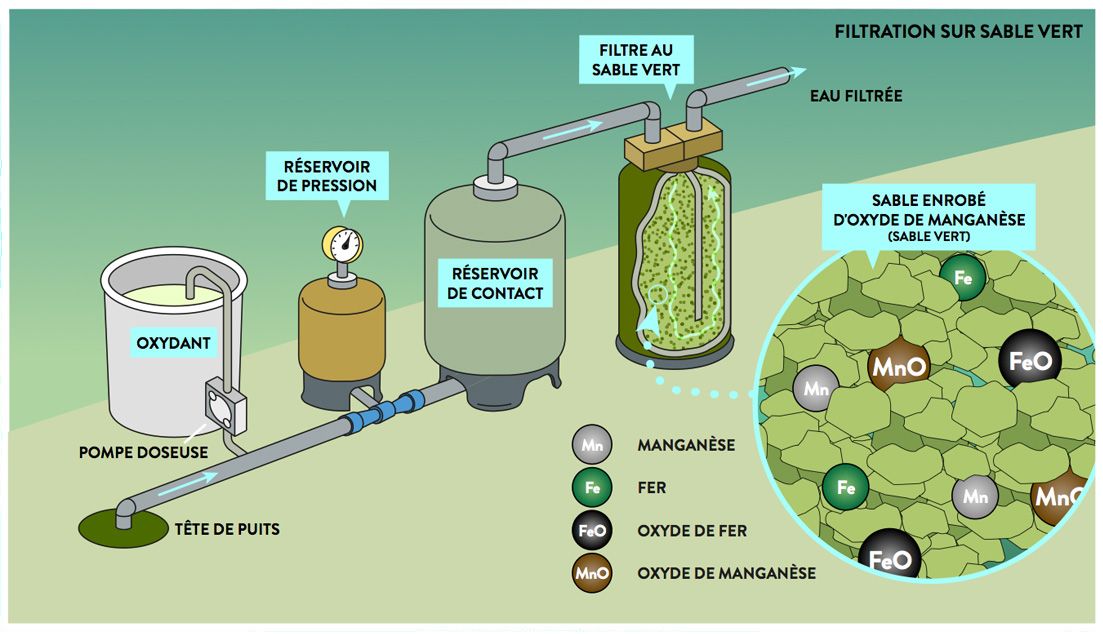 FILTRATION SUR SABLE VERT
FILTRE AU
SABLE VERT
EAU FILTRÉE
RÉSERVOIR
DE PRESSION
SABLE ENROBÉ
D'OXYDE DE MANGANÈSE
(SABLE VERT)
RÉSERVOIR
DE CONTACT
OXYDANT
POMPE DOSEUSE
TÊTE DE PUITS
Fe
FeO
MnO
Mn
Fe
Mn
MnO
FeO
Mn MANGANÈSE
Fe FER
FeO OXYDE DE FER
MnO OXYDE DE MANGANÈSE